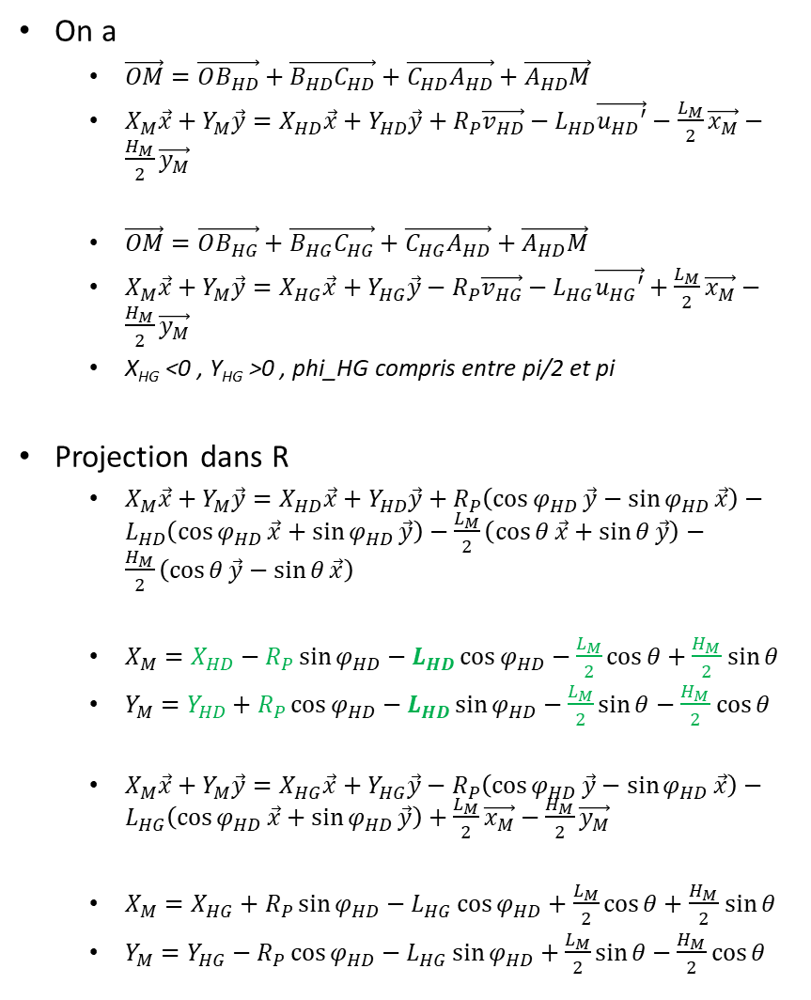 • On a
• $\overrightarrow{OM} = \overrightarrow{OB_{HD}} + \overrightarrow{B_{HD}C_{HD}} + \overrightarrow{C_{HD}A_{HD}} + \overrightarrow{A_{HD}M}$
• $X_M\vec{x} + Y_M\vec{y} = X_{HD}\vec{x} + Y_{HD}\vec{y} + R_P\overrightarrow{v_{HD}} - L_{HD}\overrightarrow{u_{HD}'} - \frac{L_M}{2}\overrightarrow{x_M} -$
$\frac{H_M}{2}\overrightarrow{y_M}$
• $\overrightarrow{OM} = \overrightarrow{OB_{HG}} + \overrightarrow{B_{HG}C_{HG}} + \overrightarrow{C_{HG}A_{HD}} + \overrightarrow{A_{HD}M}$
• $X_M\vec{x} + Y_M\vec{y} = X_{HG}\vec{x} + Y_{HG}\vec{y} - R_P\overrightarrow{v_{HG}} - L_{HG}\overrightarrow{u_{HG}'} + \frac{L_M}{2}\overrightarrow{x_M} -$
$\frac{H_M}{2}\overrightarrow{y_M}$
• $X_{HG}$ <0 , $Y_{HG}$ >0 , phi_HG compris entre pi/2 et pi
• Projection dans R
• $X_M\vec{x} + Y_M\vec{y} = X_{HD}\vec{x} + Y_{HD}\vec{y} + R_P(\cos\varphi_{HD}\,\vec{y} - \sin\varphi_{HD}\,\vec{x}) -$
$L_{HD}(\cos\varphi_{HD}\,\vec{x} + \sin\varphi_{HD}\,\vec{y}) - \frac{L_M}{2}(\cos\theta\,\vec{x} + \sin\theta\,\vec{y}) -$
$\frac{H_M}{2}(\cos\theta\,\vec{y} - \sin\theta\,\vec{x})$
• $X_M = X_{HD} - R_P\sin\varphi_{HD} - L_{HD}\cos\varphi_{HD} - \frac{L_M}{2}\cos\theta + \frac{H_M}{2}\sin\theta$
• $Y_M = Y_{HD} + R_P\cos\varphi_{HD} - L_{HD}\sin\varphi_{HD} - \frac{L_M}{2}\sin\theta - \frac{H_M}{2}\cos\theta$
• $X_M\vec{x} + Y_M\vec{y} = X_{HG}\vec{x} + Y_{HG}\vec{y} - R_P(\cos\varphi_{HD}\,\vec{y} - \sin\varphi_{HD}\,\vec{x}) -$
$L_{HG}(\cos\varphi_{HD}\,\vec{x} + \sin\varphi_{HD}\,\vec{y}) + \frac{L_M}{2}\overrightarrow{x_M} - \frac{H_M}{2}\overrightarrow{y_M}$
• $X_M = X_{HG} + R_P\sin\varphi_{HD} - L_{HG}\cos\varphi_{HD} + \frac{L_M}{2}\cos\theta + \frac{H_M}{2}\sin\theta$
• $Y_M = Y_{HG} - R_P\cos\varphi_{HD} - L_{HG}\sin\varphi_{HD} + \frac{L_M}{2}\sin\theta - \frac{H_M}{2}\cos\theta$